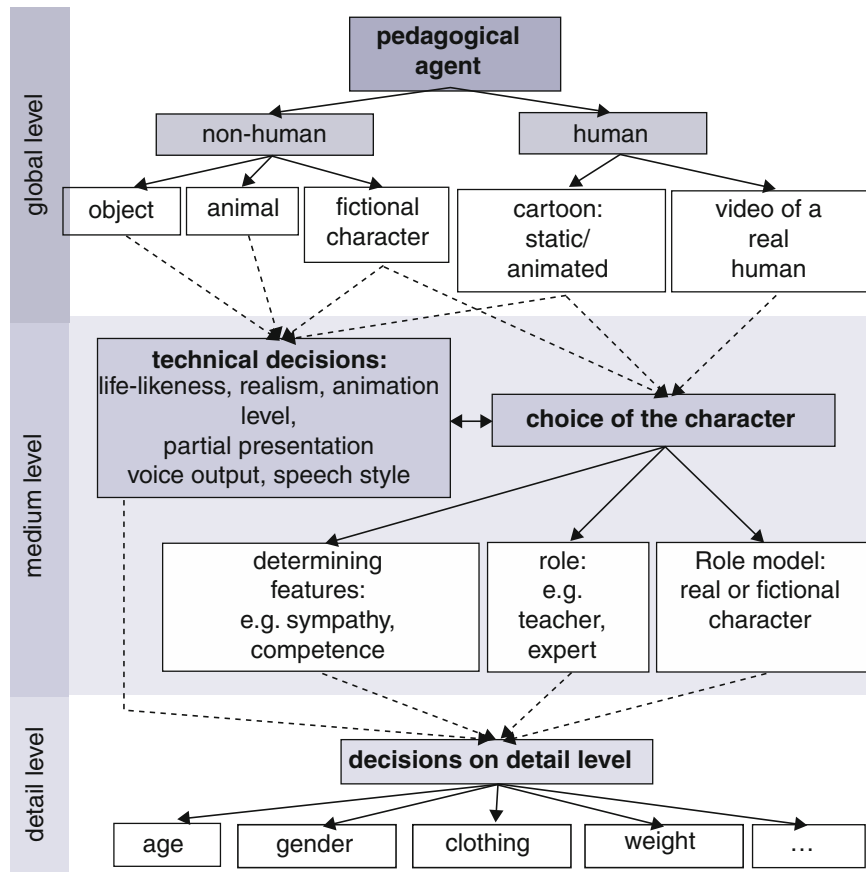 global level
pedagogical
agent
non-human
human
object
animal
fictional
character
cartoon:
static/
animated
video of a
real
human
medium level
technical decisions:
life-likeness, realism, animation
level,
partial presentation
voice output, speech style
choice of the character
determining
features:
e.g. sympathy,
competence
role:
e.g.
teacher,
expert
Role model:
real or fictional
character
detail level
decisions on detail level
age
gender
clothing
weight
...